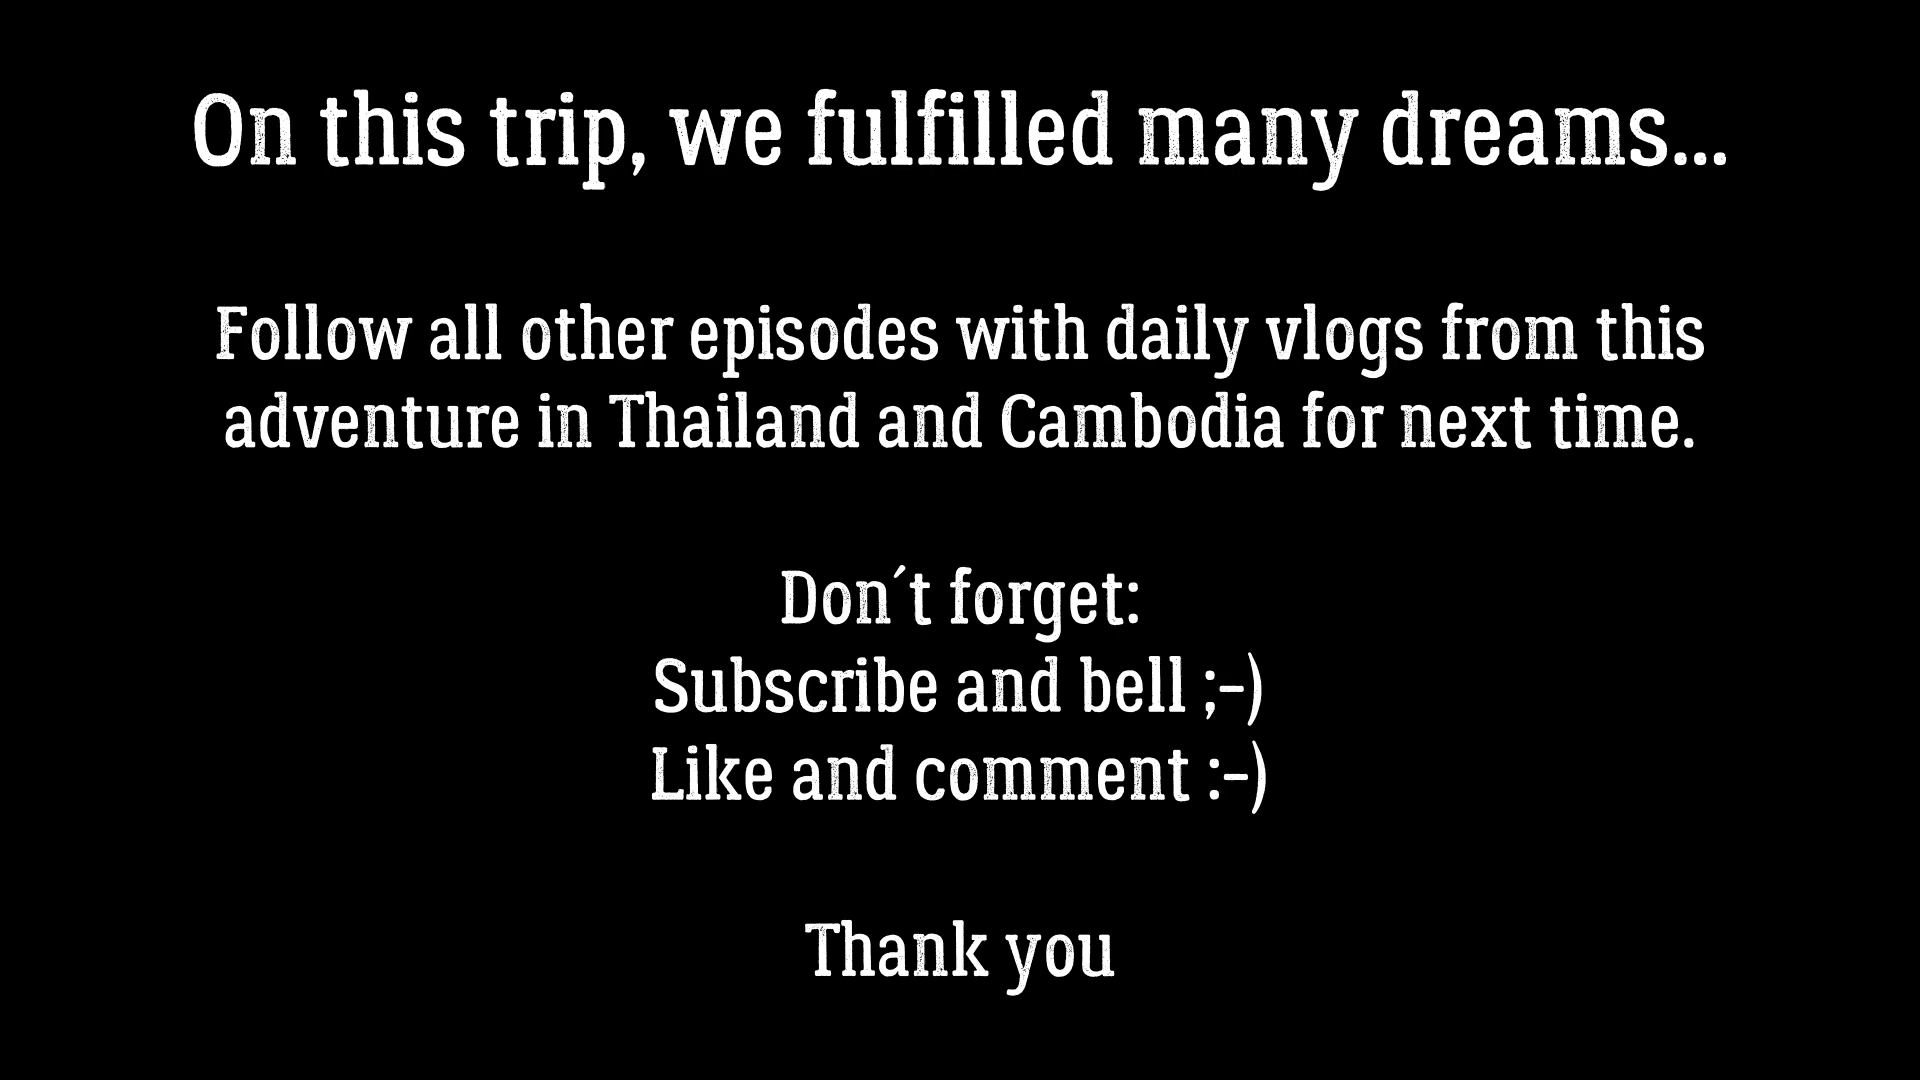 On this trip, we fulfilled many dreams...
Follow all other episodes with daily vlogs from this
adventure in Thailand and Cambodia for next time.
Don´t forget:
Subscribe and bell ;-)
Like and comment :-)
Thank you